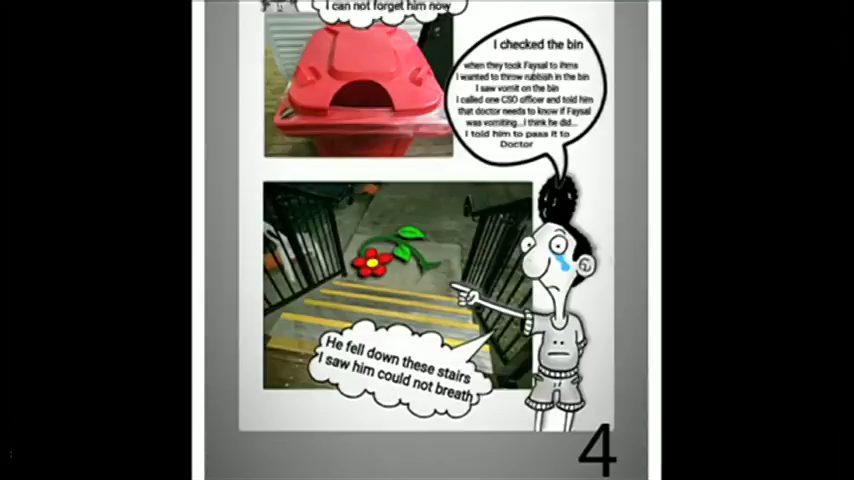 I can not forget him now
I checked the bin
when they took Faysal to ihms
I wanted to throw rubbish in the bin
I saw vomit on the bin
I called one CSO officer and told him
that doctor needs to know if Faysal
was vomiting...I think he did...
I told him to pass it to
Doctor
He fell down these stairs
I saw him could not breath
4